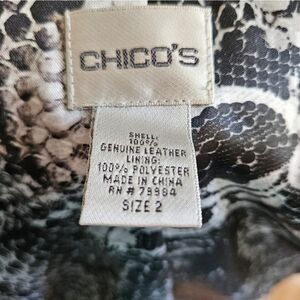 CHICO'S
SHELL:
100%
GENUINE LEATHER
LINING:
100% POLYESTER
MADE IN CHINA
RN # 79984
SIZE 2